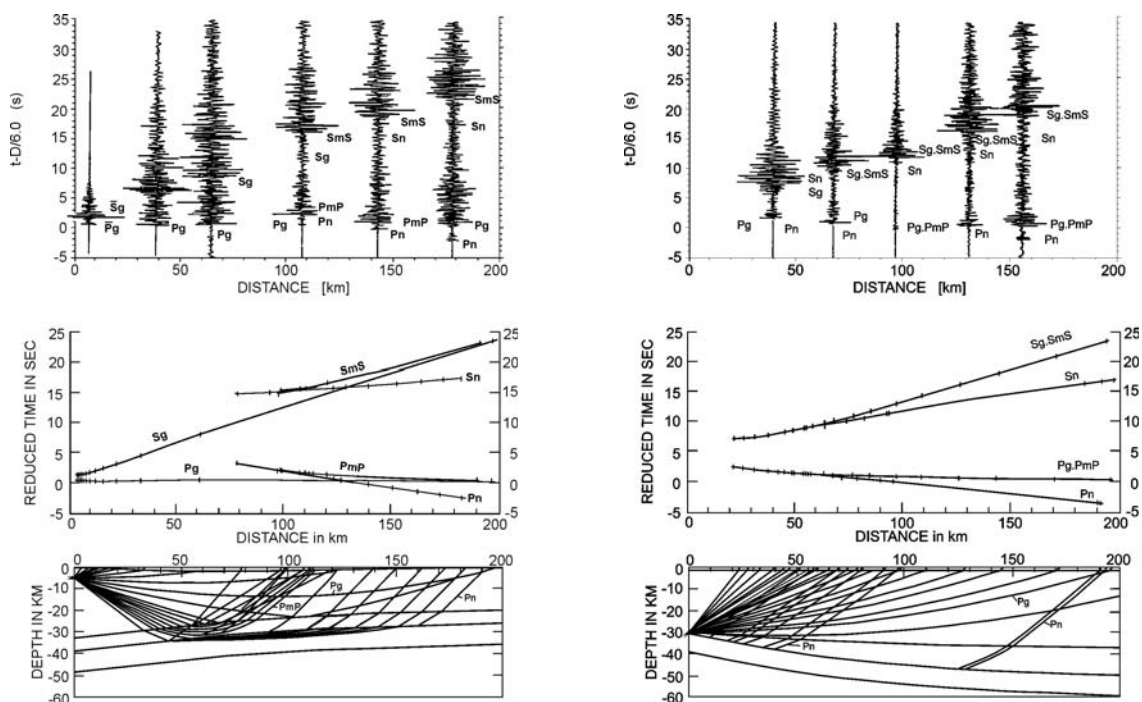 35
30
25
20
15
10
5
0
-5
t-D/6.0 (s)
Sg
Pg
Pg
Sg
Pg
Sg
PmP
Pn
Pg
SmS
Sn
PmP
Pn
SmS
Sn
Pg
Pn
0 50 100 150 200
DISTANCE [km]
35
30
25
20
15
10
5
0
-5
t-D/6.0 (s)
Sn
Sg
Pg
Pn
Sg.SmS
Pg
Pn
Sg.SmS
Sn
Pg.PmP
Sg.SmS
Sn
Pn
Sg.SmS
Sn
Pg.PmP
Pn
0 50 100 150 200
DISTANCE [km]
25 25
20 20
15 15
10 10
5 5
0 0
-5 -5
REDUCED TIME IN SEC
SmS
Sn
Sg
Pg
PmP
Pn
0 50 100 150 200
DISTANCE in km
25 25
20 20
15 15
10 10
5 5
0 0
-5 -5
REDUCED TIME IN SEC
Sg.SmS
Sn
Pg.PmP
Pn
0 50 100 150 200
DISTANCE in km
0 50 100 150 200
0
-10
-20
-30
-40
-50
-60
DEPTH IN KM
Pg
PmP
Pn
0 50 100 150 200
0
-10
-20
-30
-40
-50
-60
DEPTH IN KM
Pg
Pn
Pn